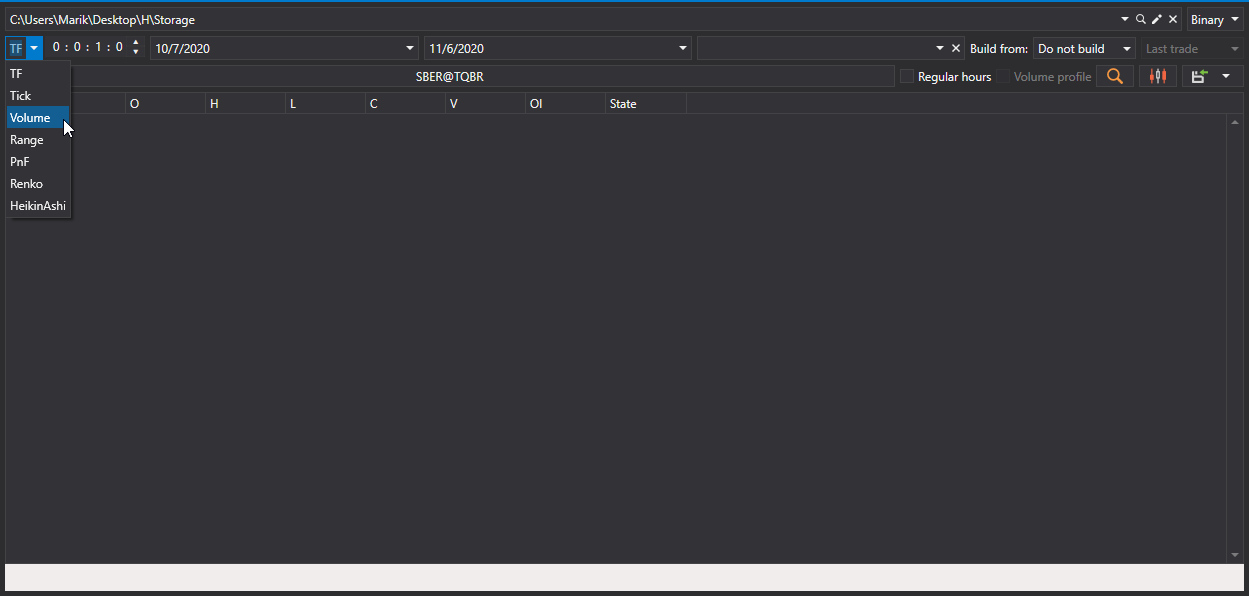 C:\Users\Marik\Desktop\H\Storage Binary
TF 0 : 0 : 1 : 0 10/7/2020 11/6/2020 Build from: Do not build Last trade
SBER@TQBR Regular hours Volume profile
O H L C V OI State
TF
Tick
Volume
Range
PnF
Renko
HeikinAshi